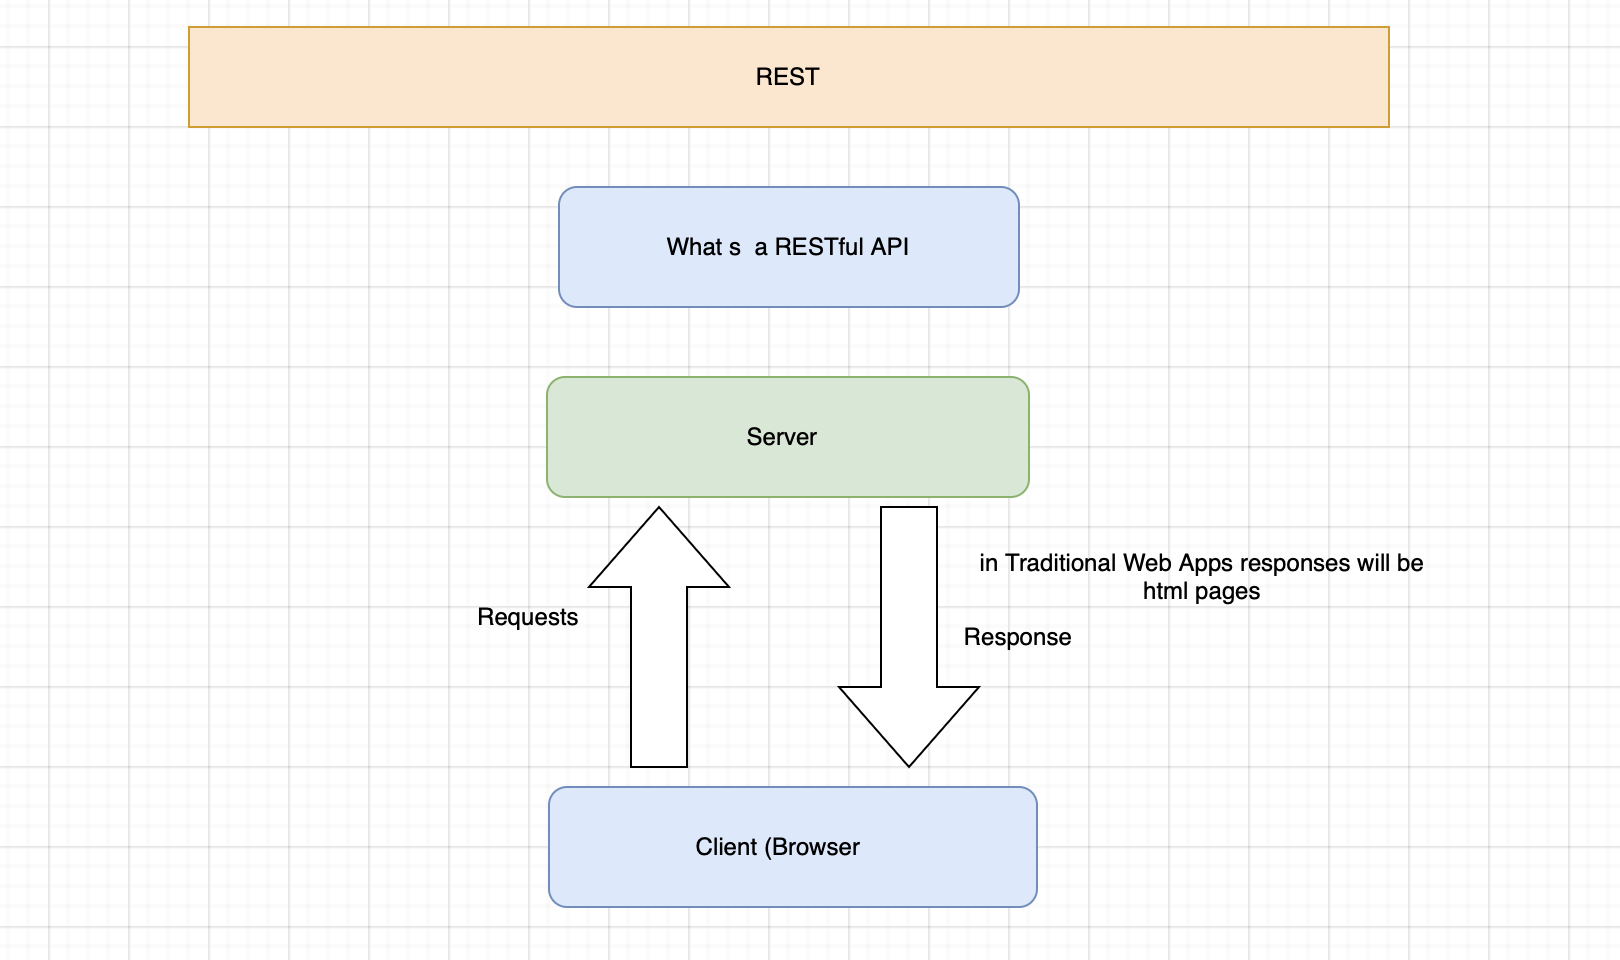 REST
What s  a RESTful API
Server
in Traditional Web Apps responses will be
html pages
Requests
Response
Client (Browser